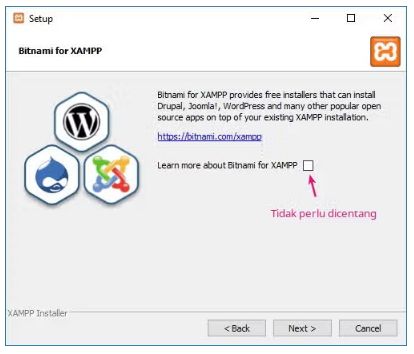 Setup
Bitnami for XAMPP
Bitnami for XAMPP provides free installers that can install
Drupal, Joomla!, WordPress and many other popular open
source apps on top of your existing XAMPP installation.
https://bitnami.com/xampp
Learn more about Bitnami for XAMPP
Tidak perlu dicentang
XAMPP Installer
< Back
Next >
Cancel